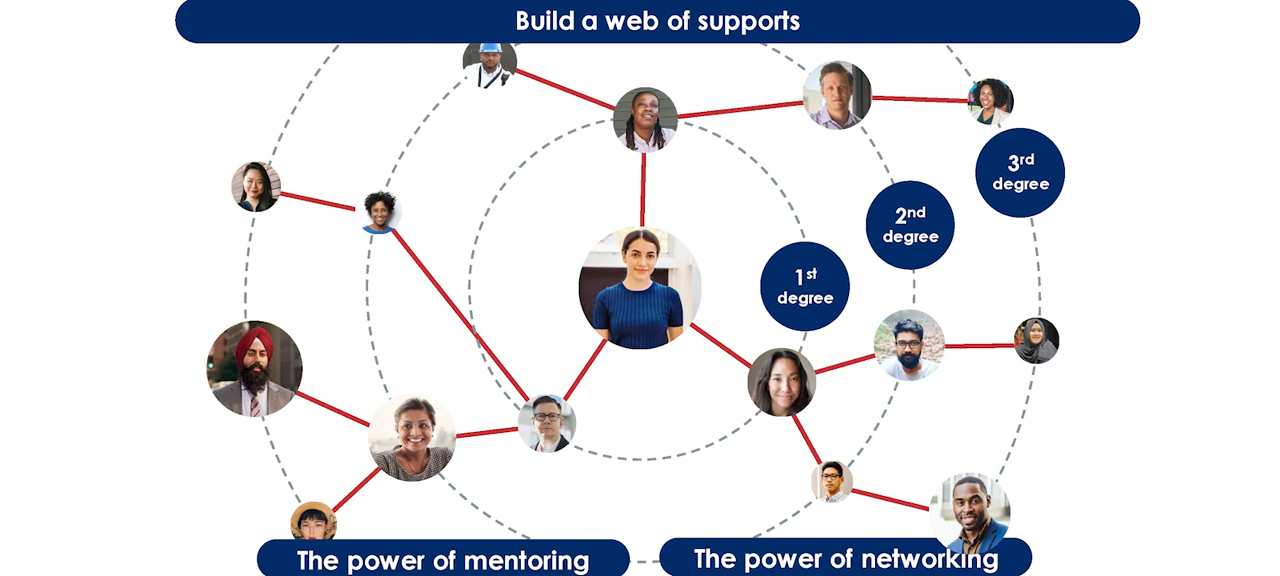 Build a web of supports
3rd
degree
2nd
degree
1st
degree
The power of mentoring
The power of networking